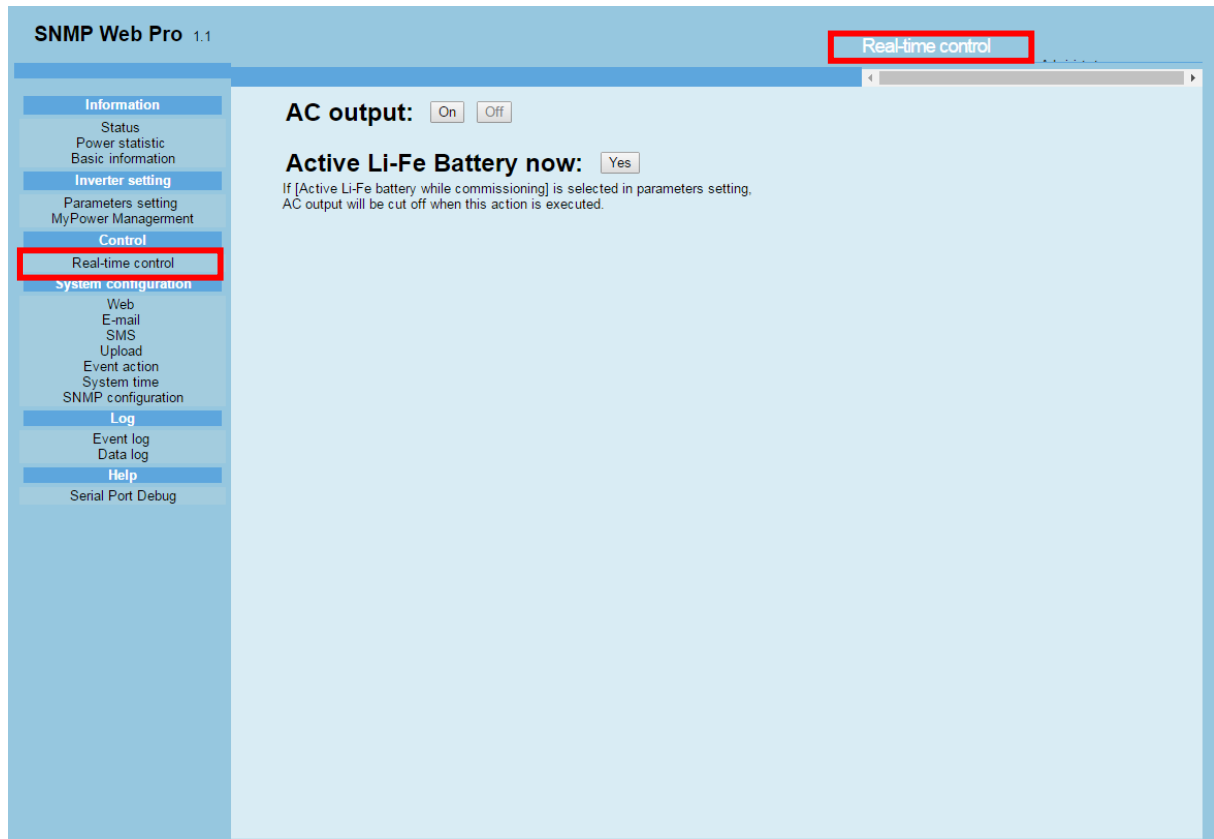 SNMP Web Pro 1.1
Real-time control
Information
Status
Power statistic
Basic information
Inverter setting
Parameters setting
MyPower Managerment
Control
Real-time control
System configuration
Web
E-mail
SMS
Upload
Event action
System time
SNMP configuration
Log
Event log
Data log
Help
Serial Port Debug
AC output: On Off
Active Li-Fe Battery now: Yes
If [Active Li-Fe battery while commissioning] is selected in parameters setting,
AC output will be cut off when this action is executed.